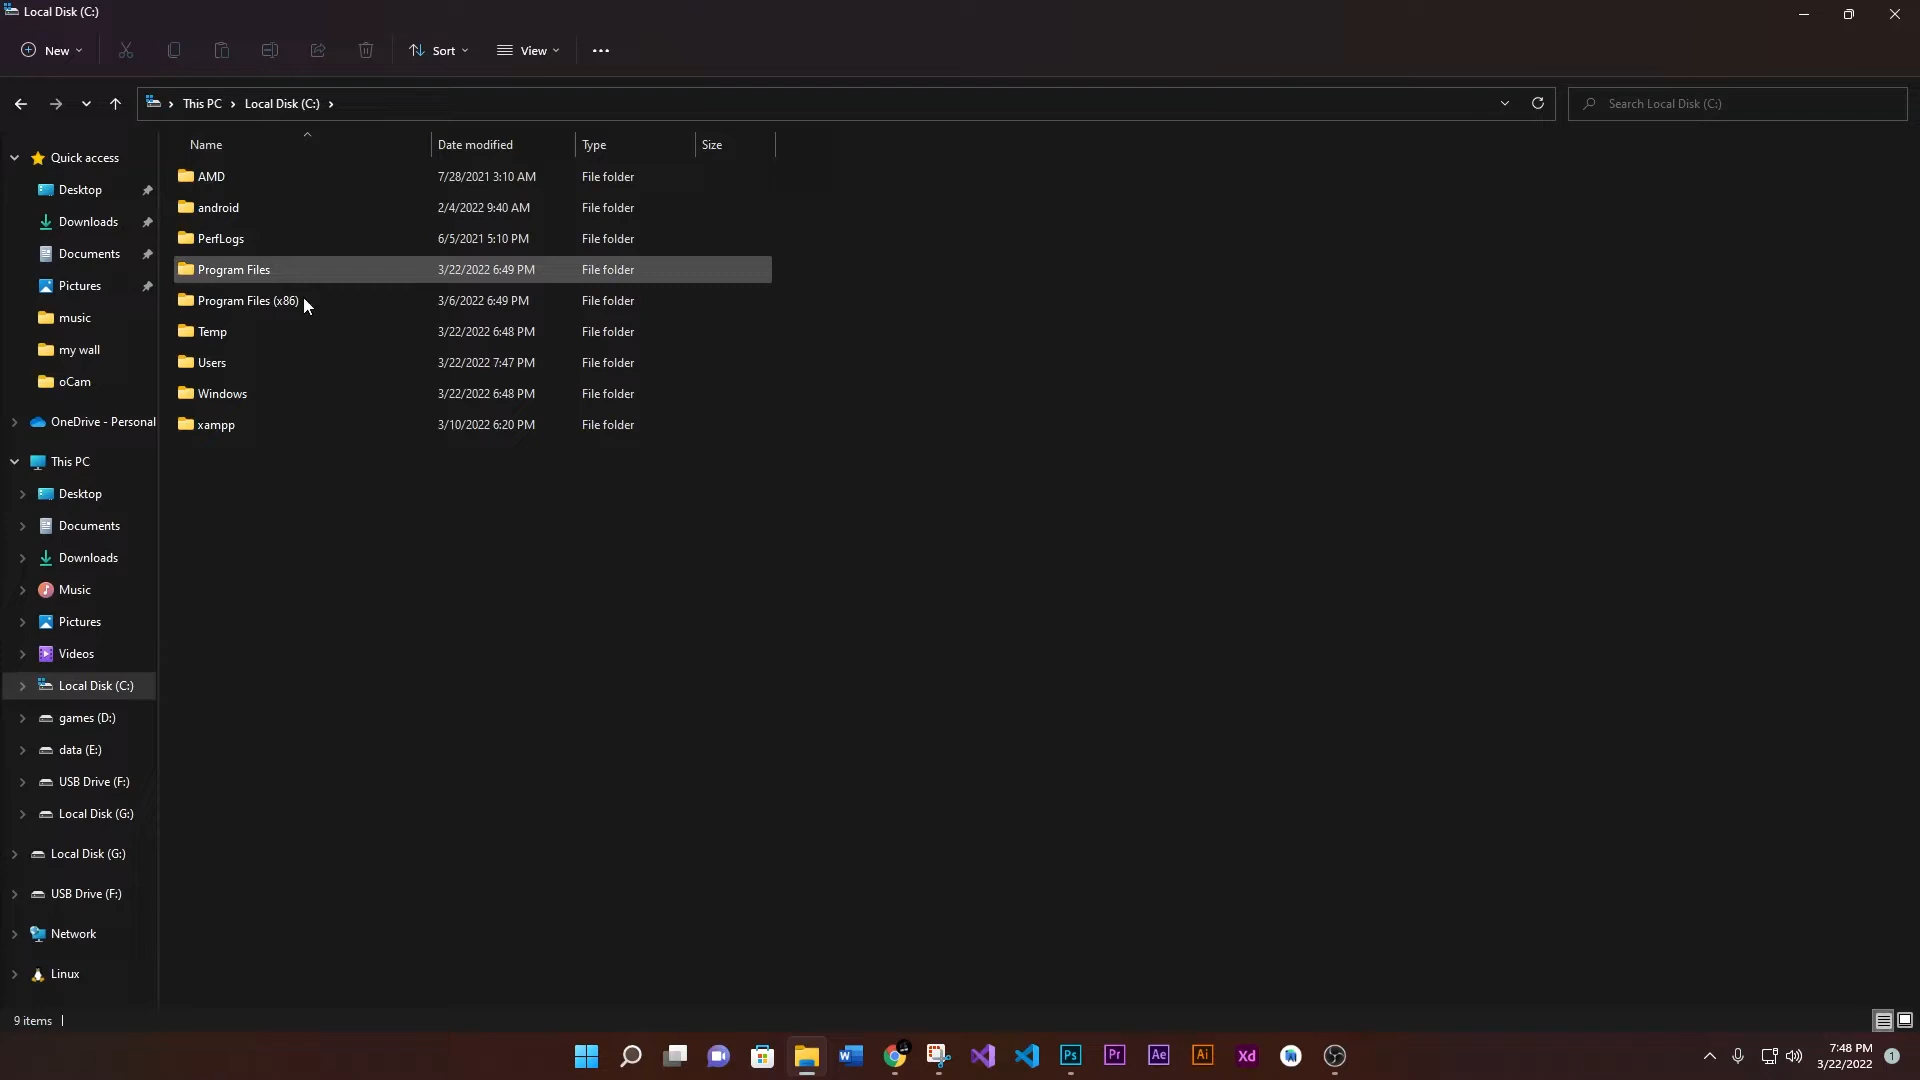 Local Disk (C:)
New
Sort
View
This PC
Local Disk (C:)
Search Local Disk (C:)
Name Date modified Type Size
AMD 7/28/2021 3:10 AM File folder
android 2/4/2022 9:40 AM File folder
PerfLogs 6/5/2021 5:10 PM File folder
Program Files 3/22/2022 6:49 PM File folder
Program Files (x86) 3/6/2022 6:49 PM File folder
Temp 3/22/2022 6:48 PM File folder
Users 3/22/2022 7:47 PM File folder
Windows 3/22/2022 6:48 PM File folder
xampp 3/10/2022 6:20 PM File folder
Quick access
Desktop
Downloads
Documents
Pictures
music
my wall
oCam
OneDrive - Personal
This PC
Desktop
Documents
Downloads
Music
Pictures
Videos
Local Disk (C:)
games (D:)
data (E:)
USB Drive (F:)
Local Disk (G:)
Local Disk (G:)
USB Drive (F:)
Network
Linux
9 items
Ps
Pr
Ae
Ai
Xd
7:48 PM
3/22/2022
1